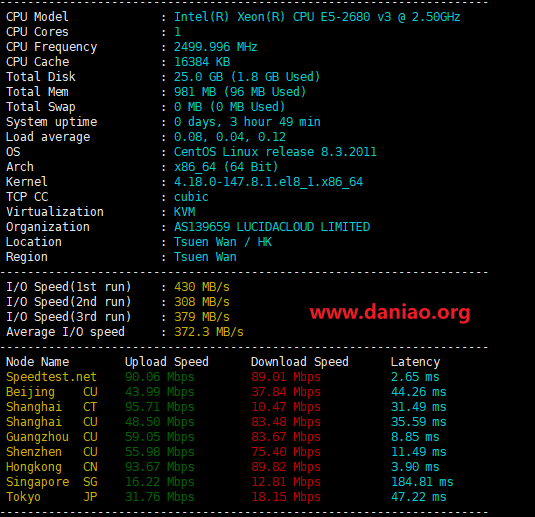 CPU Model : Intel(R) Xeon(R) CPU E5-2680 v3 @ 2.50GHz
CPU Cores : 1
CPU Frequency : 2499.996 MHz
CPU Cache : 16384 KB
Total Disk : 25.0 GB (1.8 GB Used)
Total Mem : 981 MB (96 MB Used)
Total Swap : 0 MB (0 MB Used)
System uptime : 0 days, 3 hour 49 min
Load average : 0.08, 0.04, 0.12
OS : CentOS Linux release 8.3.2011
Arch : x86_64 (64 Bit)
Kernel : 4.18.0-147.8.1.el8_1.x86_64
TCP CC : cubic
Virtualization : KVM
Organization : AS139659 LUCIDACLOUD LIMITED
Location : Tsuen Wan / HK
Region : Tsuen Wan
I/O Speed(1st run) : 430 MB/s
I/O Speed(2nd run) : 308 MB/s
I/O Speed(3rd run) : 379 MB/s
www.daniao.org
Average I/O speed : 372.3 MB/s
Node Name Upload Speed Download Speed Latency
Speedtest.net 90.06 Mbps 89.01 Mbps 2.65 ms
Beijing CU 43.99 Mbps 37.84 Mbps 44.26 ms
Shanghai CT 95.71 Mbps 10.47 Mbps 31.49 ms
Shanghai CU 48.50 Mbps 83.48 Mbps 35.59 ms
Guangzhou CU 59.05 Mbps 83.67 Mbps 8.85 ms
Shenzhen CU 55.98 Mbps 75.40 Mbps 11.49 ms
Hongkong CN 93.67 Mbps 89.82 Mbps 3.90 ms
Singapore SG 16.22 Mbps 12.81 Mbps 184.81 ms
Tokyo JP 31.76 Mbps 18.15 Mbps 47.22 ms